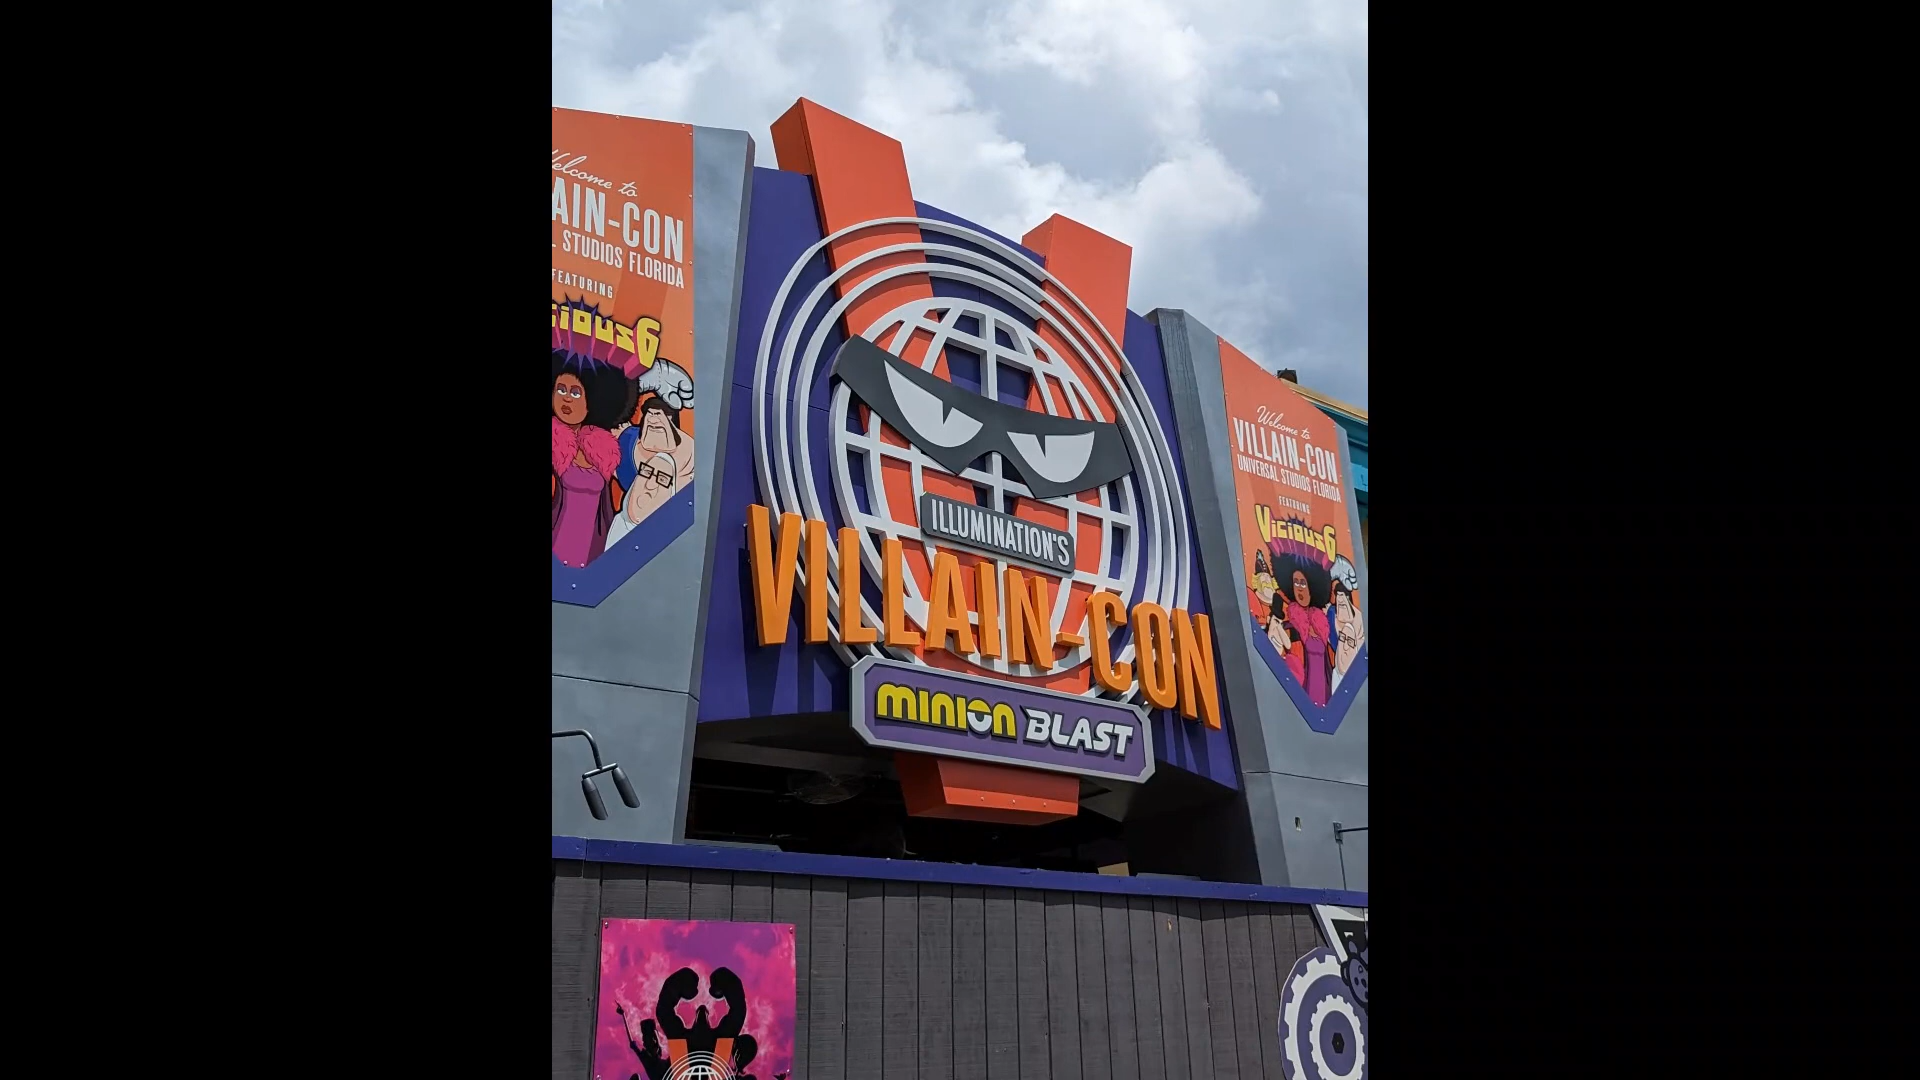 Welcome to
AIN-CON
STUDIOS FLORIDA
FEATURING
cious6
ILLUMINATION'S
VILLAIN-CON
MINION BLAST
Welcome to
VILLAIN-CON
UNIVERSAL STUDIOS FLORIDA
FEATURING
Vicious6